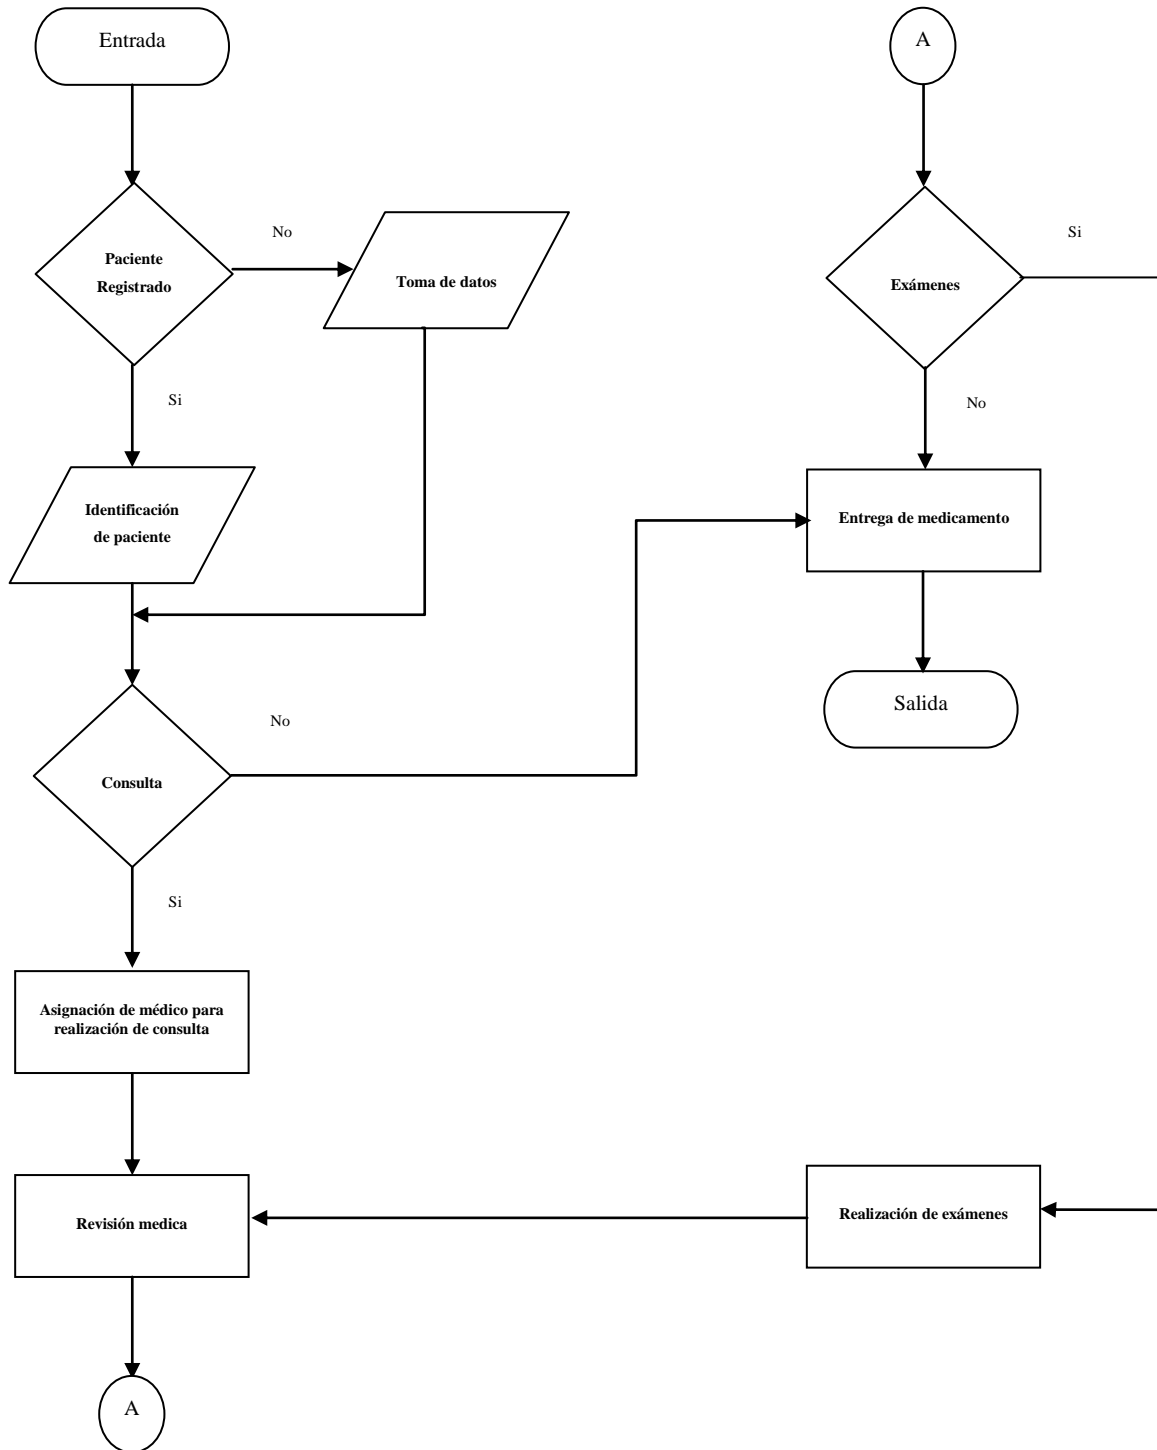 Entrada
Paciente
Registrado
No
Toma de datos
Si
Identificación
de paciente
Consulta
No
Si
Asignación de médico para
realización de consulta
Revisión medica
A
A
Exámenes
Si
No
Entrega de medicamento
Salida
Realización de exámenes